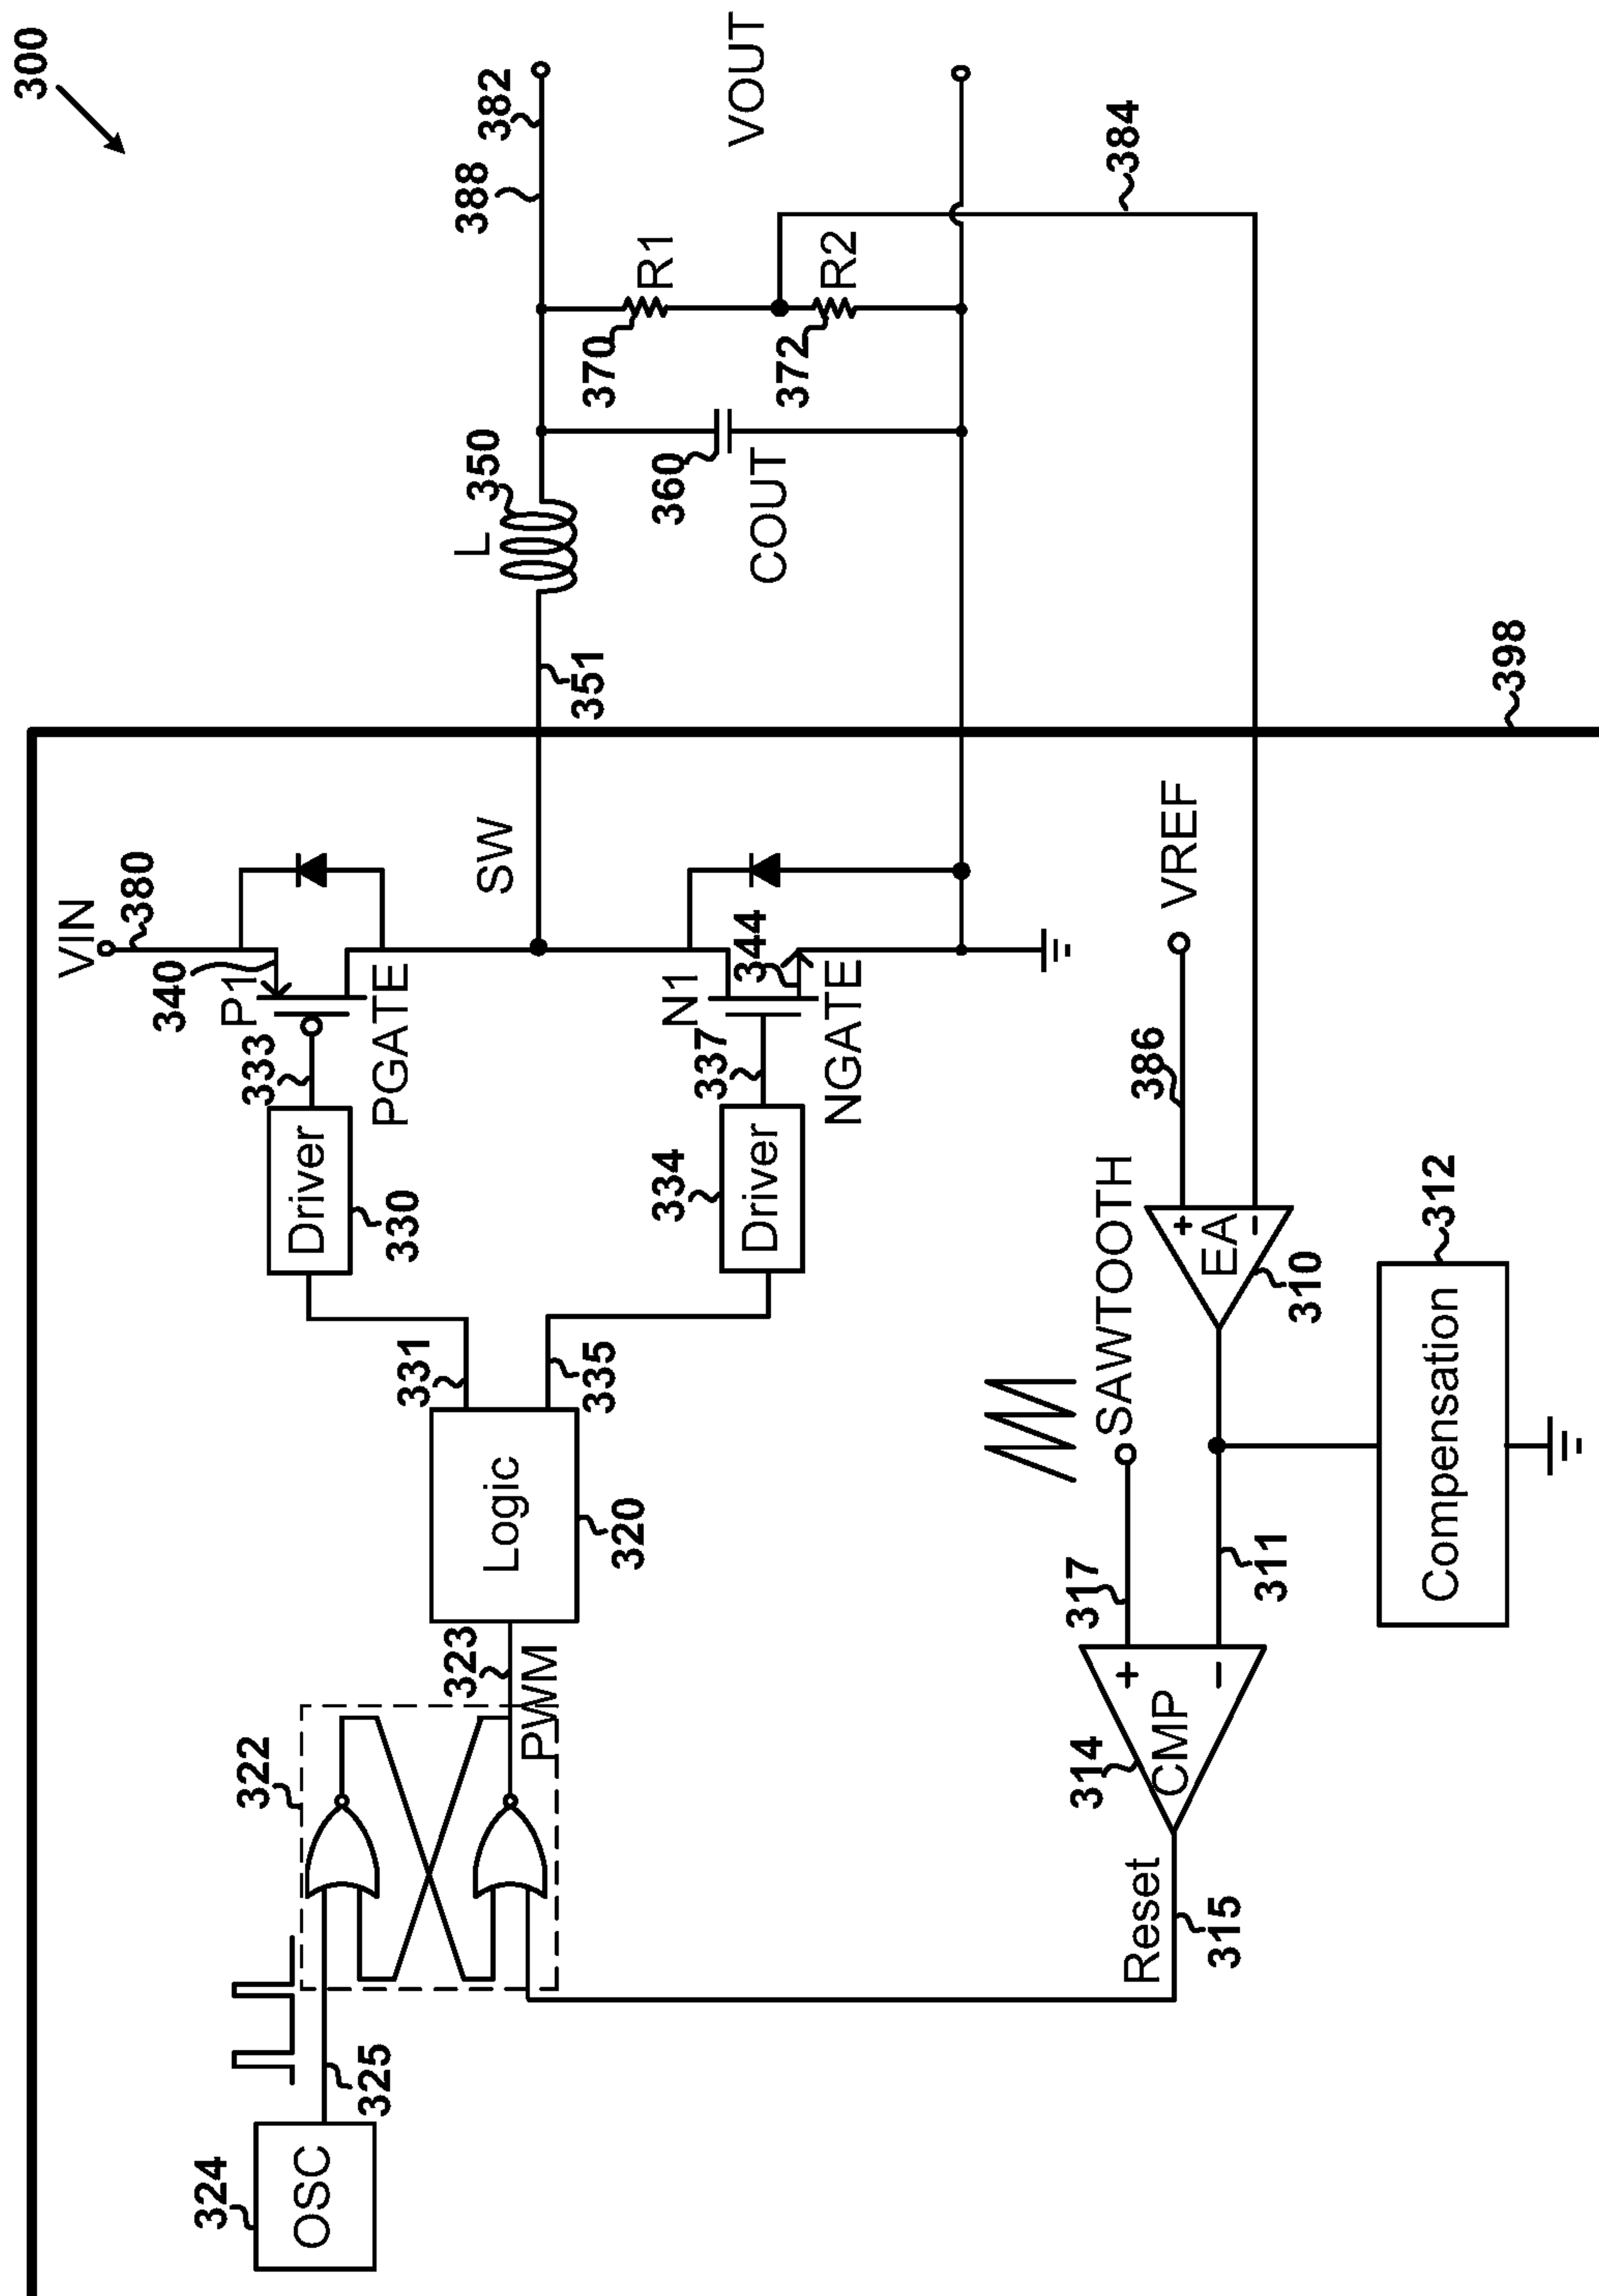 300
VIN
380
340
P1
333
PGATE
Driver
330
331
SW
L
350
351
388
382
370
R1
372
R2
360
COUT
VOUT
384
N1
344
337
NGATE
334
Driver
335
Logic
320
323
PWM
322
324
OSC
325
Reset
315
314
CMP
+
−
317
SAWTOOTH
311
386
VREF
EA
+
−
310
Compensation
312
398